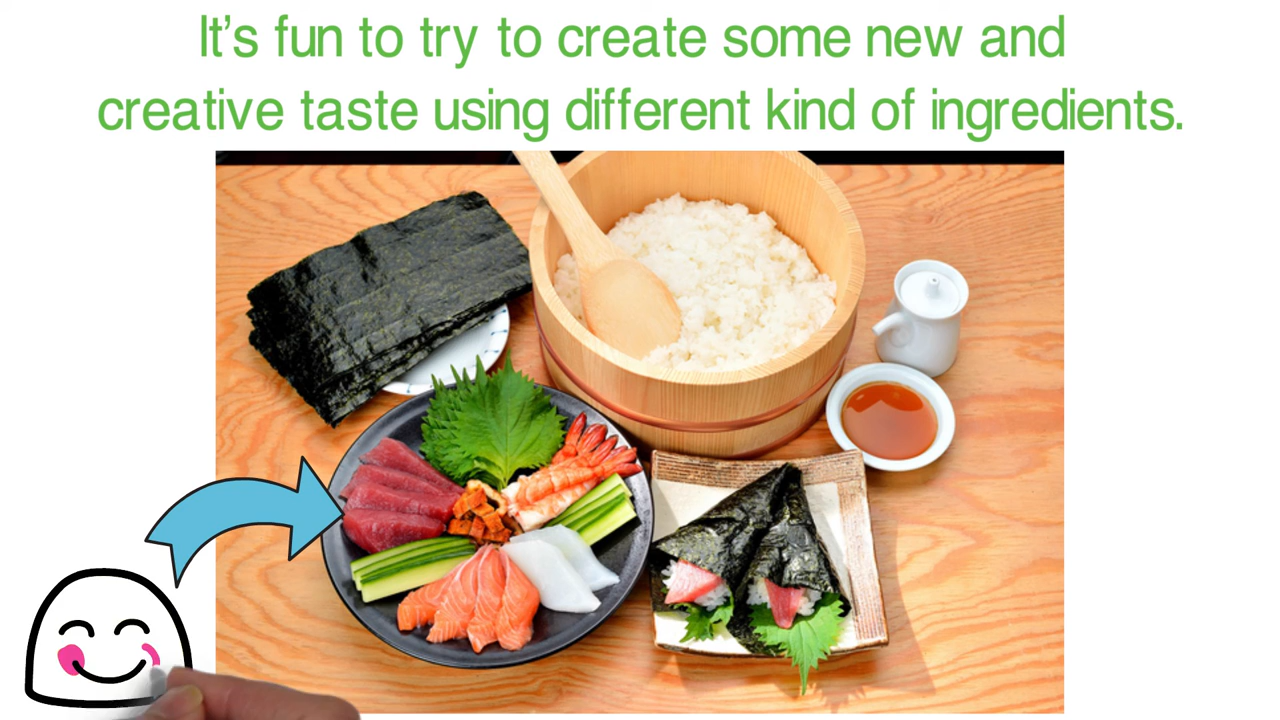 It’s fun to try to create some new and
creative taste using different kind of ingredients.